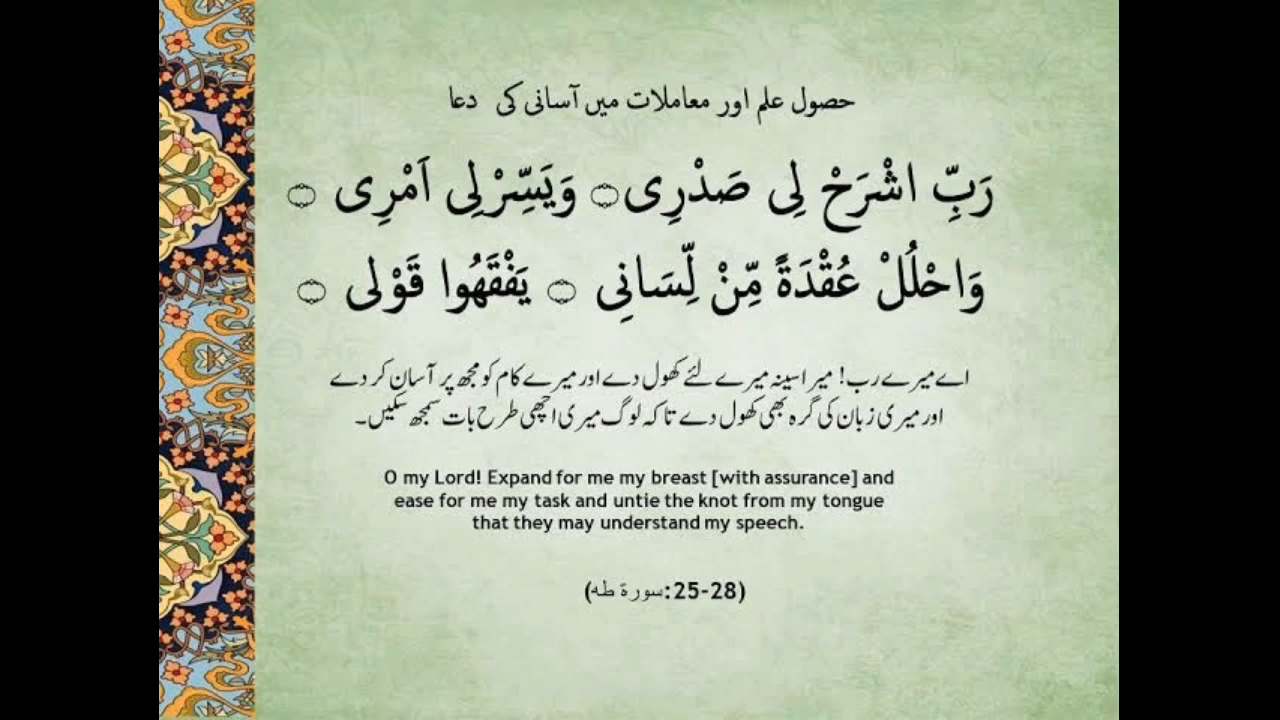 حصول علم اور معاملات میں آسانی کی دعا
رَبِّ اشْرَحْ لِی صَدْرِی۝ وَیَسِّرْلِی اَمْرِی ۝
وَاحْلُلْ عُقْدَةً مِّنْ لِّسَانِی ۝ یَفْقَهُوا قَوْلی ۝
اے میرے رب! میرا سینہ میرے لئے کھول دے اور میرے کام کو مجھ پر آسان کر دے
اور میری زبان کی گرہ بھی کھول دے تاکہ لوگ میری اچھی طرح بات سمجھ سکیں۔
O my Lord! Expand for me my breast [with assurance] and
ease for me my task and untie the knot from my tongue
that they may understand my speech.
(سورة طه:25-28)